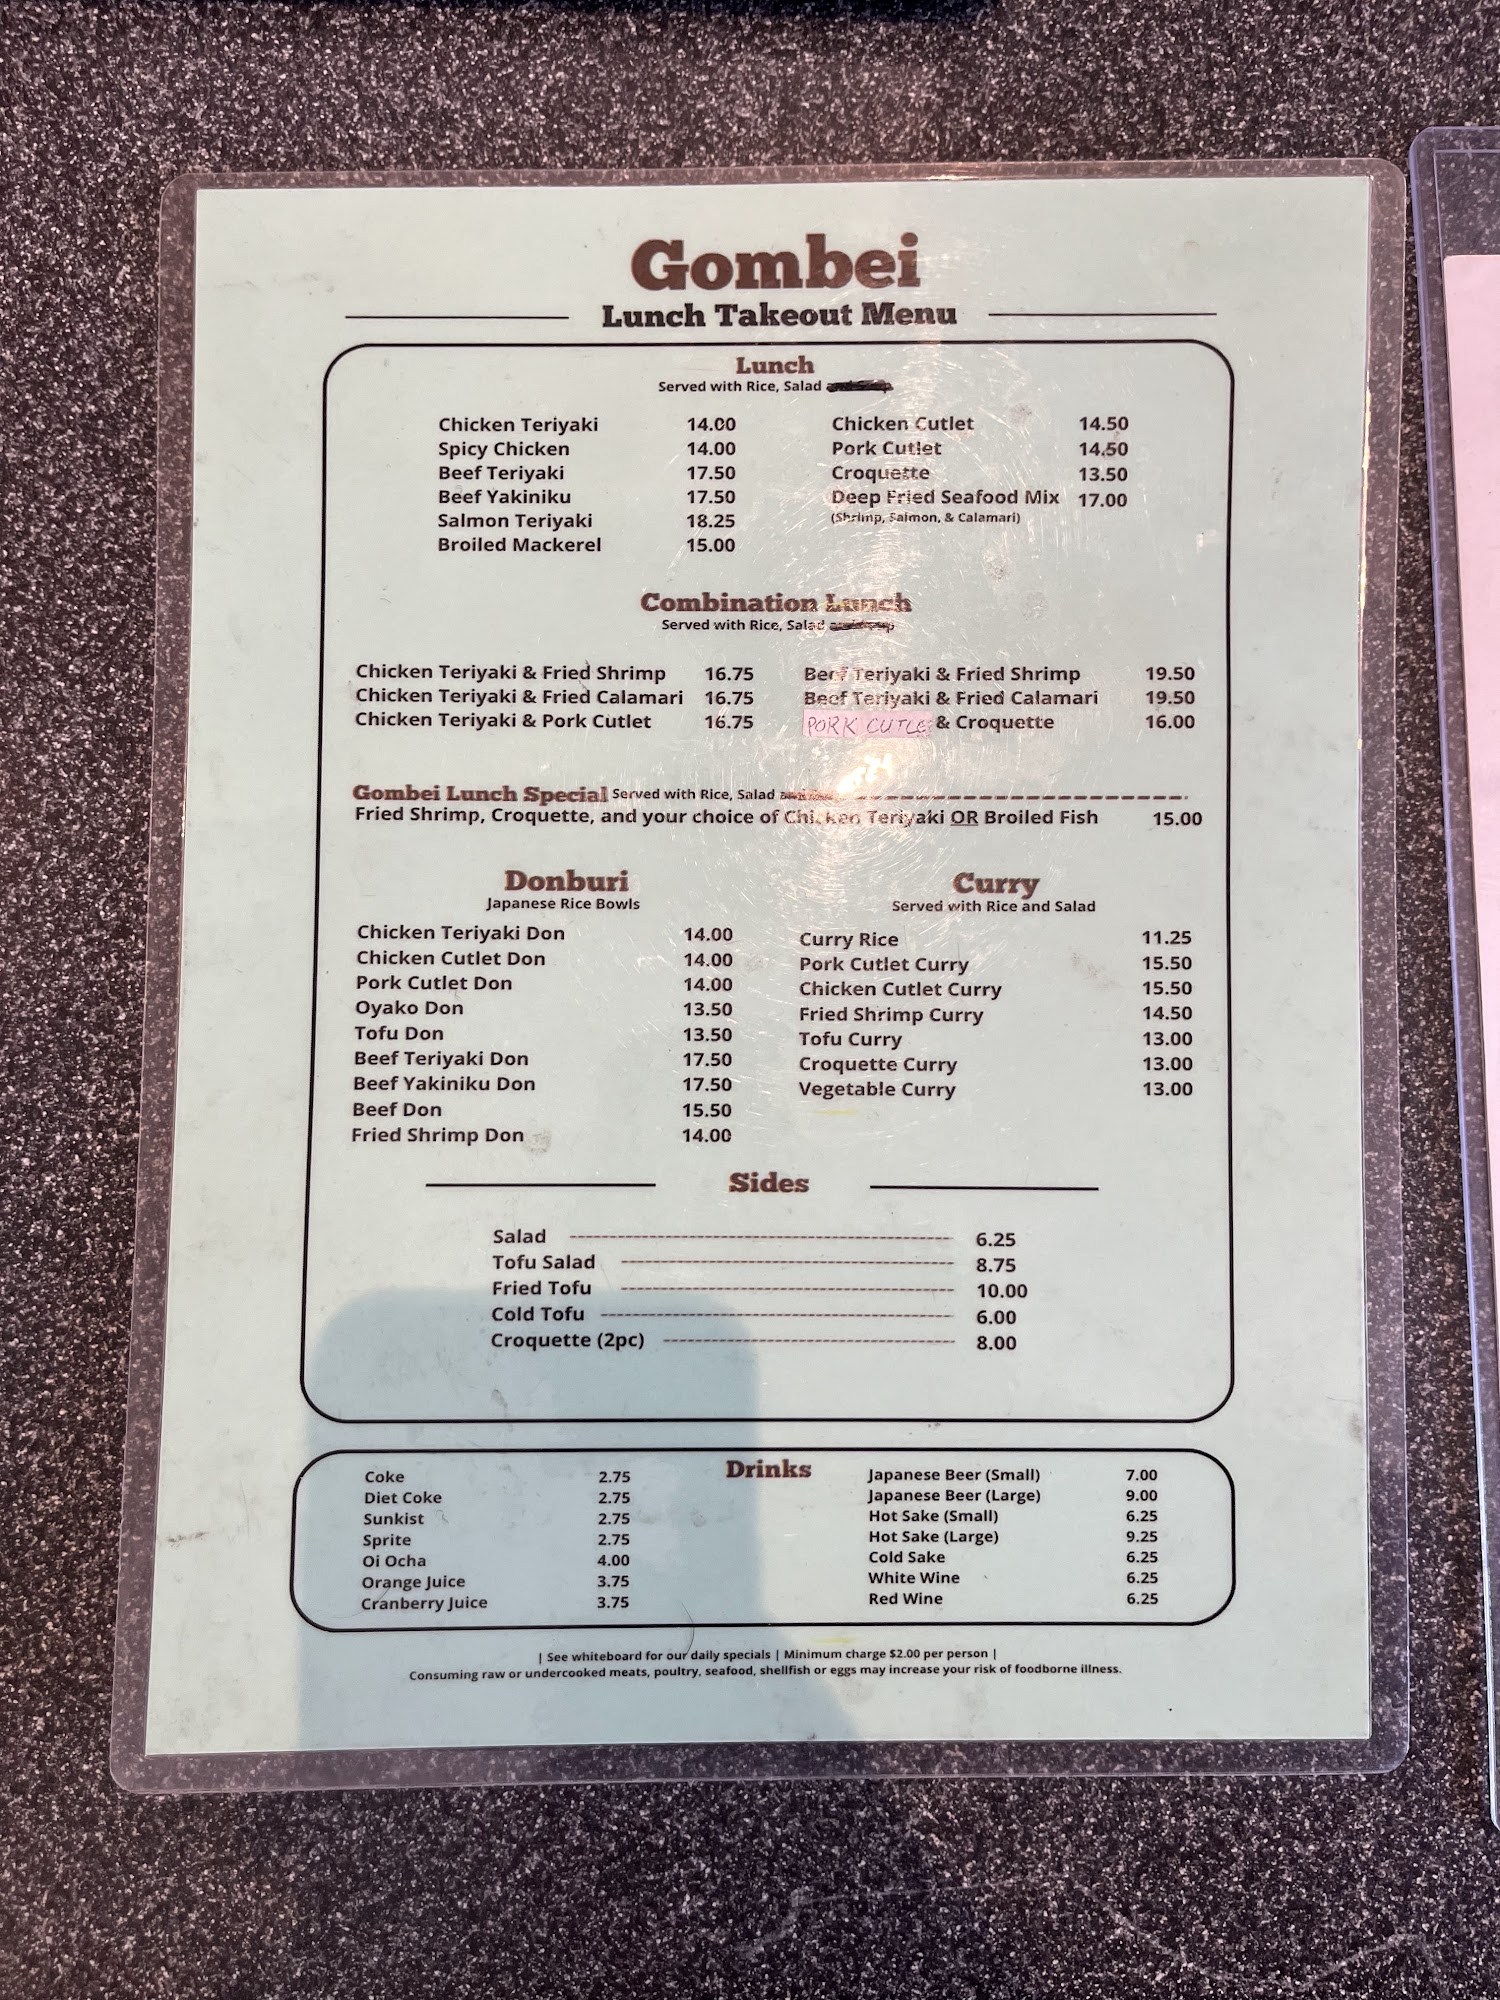 Gombei
Lunch Takeout Menu
Lunch
Served with Rice, Salad
Chicken Teriyaki 14.00
Spicy Chicken 14.00
Beef Teriyaki 17.50
Beef Yakiniku 17.50
Salmon Teriyaki 18.25
Broiled Mackerel 15.00
Chicken Cutlet 14.50
Pork Cutlet 14.50
Croquette 13.50
Deep Fried Seafood Mix 17.00
(Shrimp, Salmon, & Calamari)
Combination Lunch
Served with Rice, Salad
Chicken Teriyaki & Fried Shrimp 16.75
Chicken Teriyaki & Fried Calamari 16.75
Chicken Teriyaki & Pork Cutlet 16.75
Beef Teriyaki & Fried Shrimp 19.50
Beef Teriyaki & Fried Calamari 19.50
PORK CUTLET & Croquette 16.00
Gombei Lunch Special Served with Rice, Salad
Fried Shrimp, Croquette, and your choice of Chicken Teriyaki OR Broiled Fish 15.00
Donburi
Japanese Rice Bowls
Chicken Teriyaki Don 14.00
Chicken Cutlet Don 14.00
Pork Cutlet Don 14.00
Oyako Don 13.50
Tofu Don 13.50
Beef Teriyaki Don 17.50
Beef Yakiniku Don 17.50
Beef Don 15.50
Fried Shrimp Don 14.00
Curry
Served with Rice and Salad
Curry Rice 11.25
Pork Cutlet Curry 15.50
Chicken Cutlet Curry 15.50
Fried Shrimp Curry 14.50
Tofu Curry 13.00
Croquette Curry 13.00
Vegetable Curry 13.00
Sides
Salad 6.25
Tofu Salad 8.75
Fried Tofu 10.00
Cold Tofu 6.00
Croquette (2pc) 8.00
Drinks
Coke 2.75
Diet Coke 2.75
Sunkist 2.75
Sprite 2.75
Oi Ocha 4.00
Orange Juice 3.75
Cranberry Juice 3.75
Japanese Beer (Small) 7.00
Japanese Beer (Large) 9.00
Hot Sake (Small) 6.25
Hot Sake (Large) 9.25
Cold Sake 6.25
White Wine 6.25
Red Wine 6.25
| See whiteboard for our daily specials | Minimum charge $2.00 per person |
Consuming raw or undercooked meats, poultry, seafood, shellfish or eggs may increase your risk of foodborne illness.